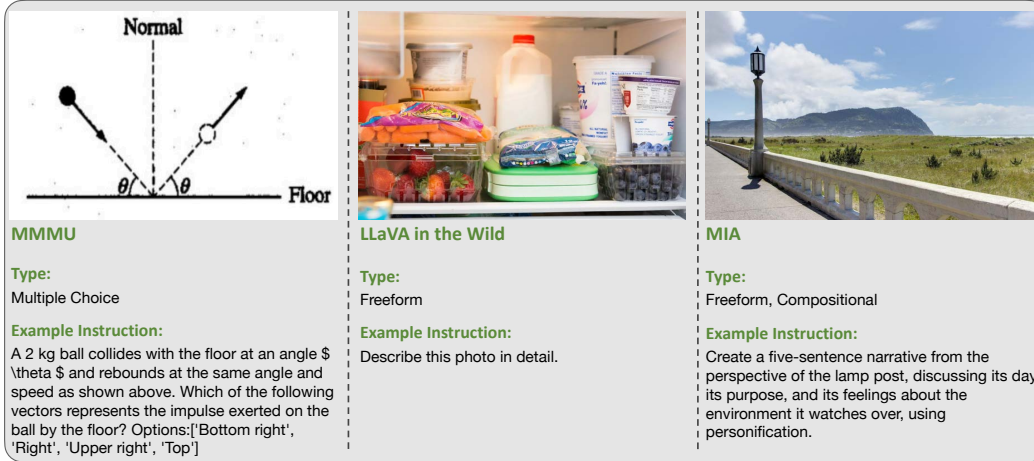 Normal
θ
θ
Floor
MMMU
Type:
Multiple Choice
Example Instruction:
A 2 kg ball collides with the floor at an angle $
\theta $ and rebounds at the same angle and
speed as shown above. Which of the following
vectors represents the impulse exerted on the
ball by the floor? Options:['Bottom right',
'Right', 'Upper right', 'Top']
LLaVA in the Wild
Type:
Freeform
Example Instruction:
Describe this photo in detail.
MIA
Type:
Freeform, Compositional
Example Instruction:
Create a five-sentence narrative from the
perspective of the lamp post, discussing its day
its purpose, and its feelings about the
environment it watches over, using
personification.